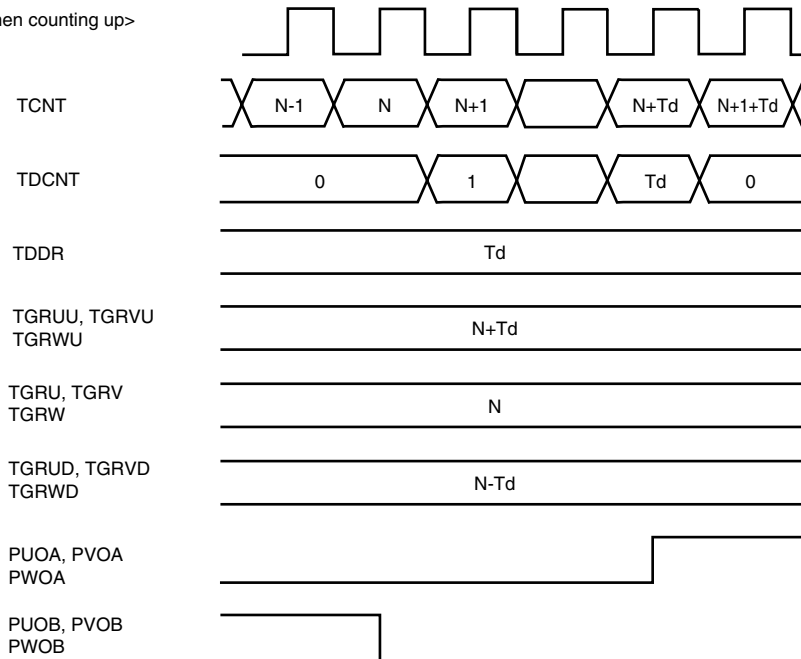 en counting up>
TCNT N-1 N N+1 N+Td N+1+Td
TDCNT 0 1 Td 0
TDDR Td
TGRUU, TGRVU
TGRWU
N+Td
TGRU, TGRV
TGRW
N
TGRUD, TGRVD
TGRWD
N-Td
PUOA, PVOA
PWOA
PUOB, PVOB
PWOB